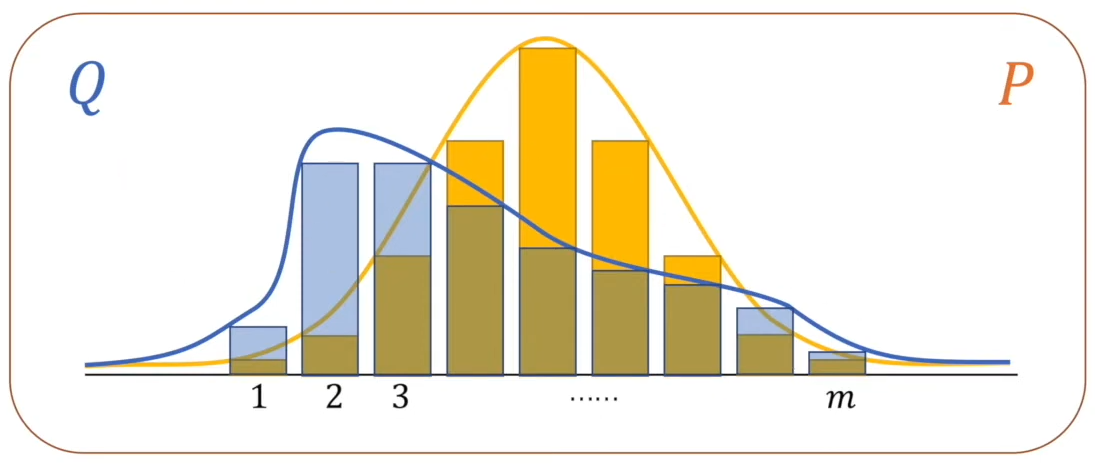 Q P
1 2 3 ...... m